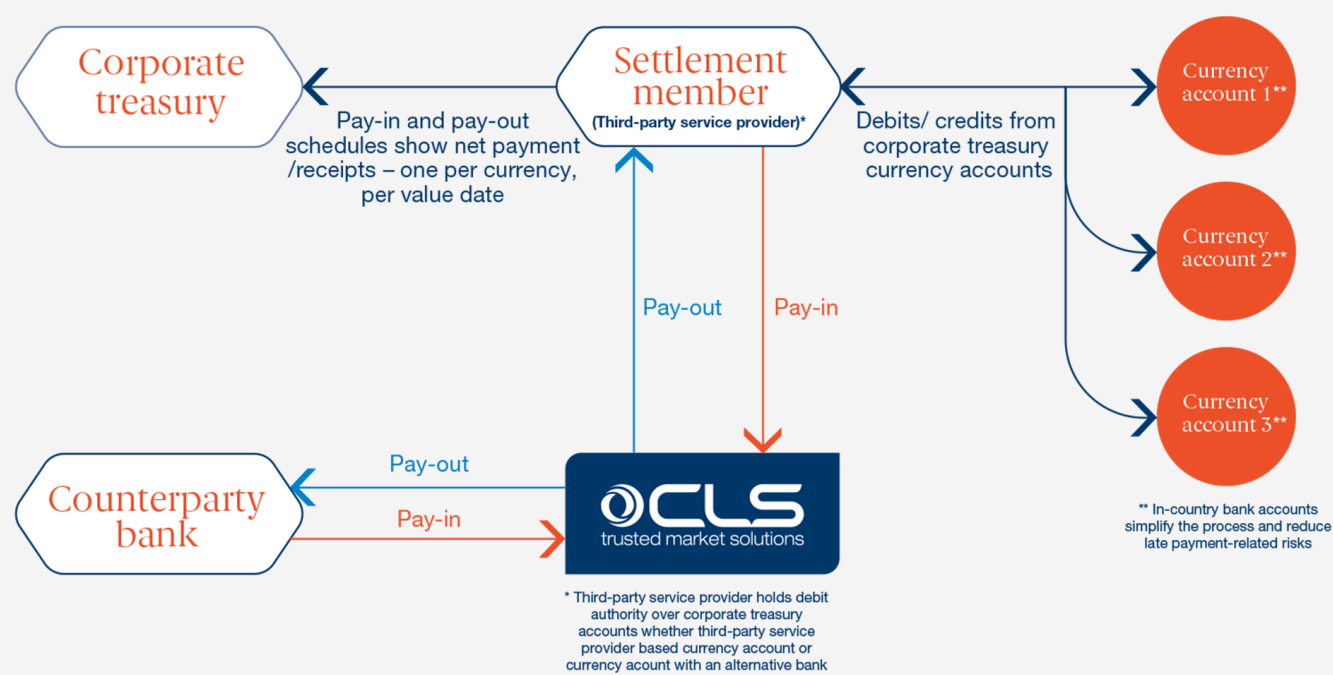 Corporate
treasury
Pay-in and pay-out
schedules show net payment
/receipts – one per currency,
per value date
Settlement
member
(Third-party service provider)*
Debits/ credits from
corporate treasury
currency accounts
Currency
account 1**
Currency
account 2**
Currency
account 3**
** In-country bank accounts
simplify the process and reduce
late payment-related risks
Pay-out
Pay-in
Counterparty
bank
Pay-out
Pay-in
CLS
trusted market solutions
* Third-party service provider holds debit
authority over corporate treasury
accounts whether third-party service
provider based currency account or
currency acount with an alternative bank